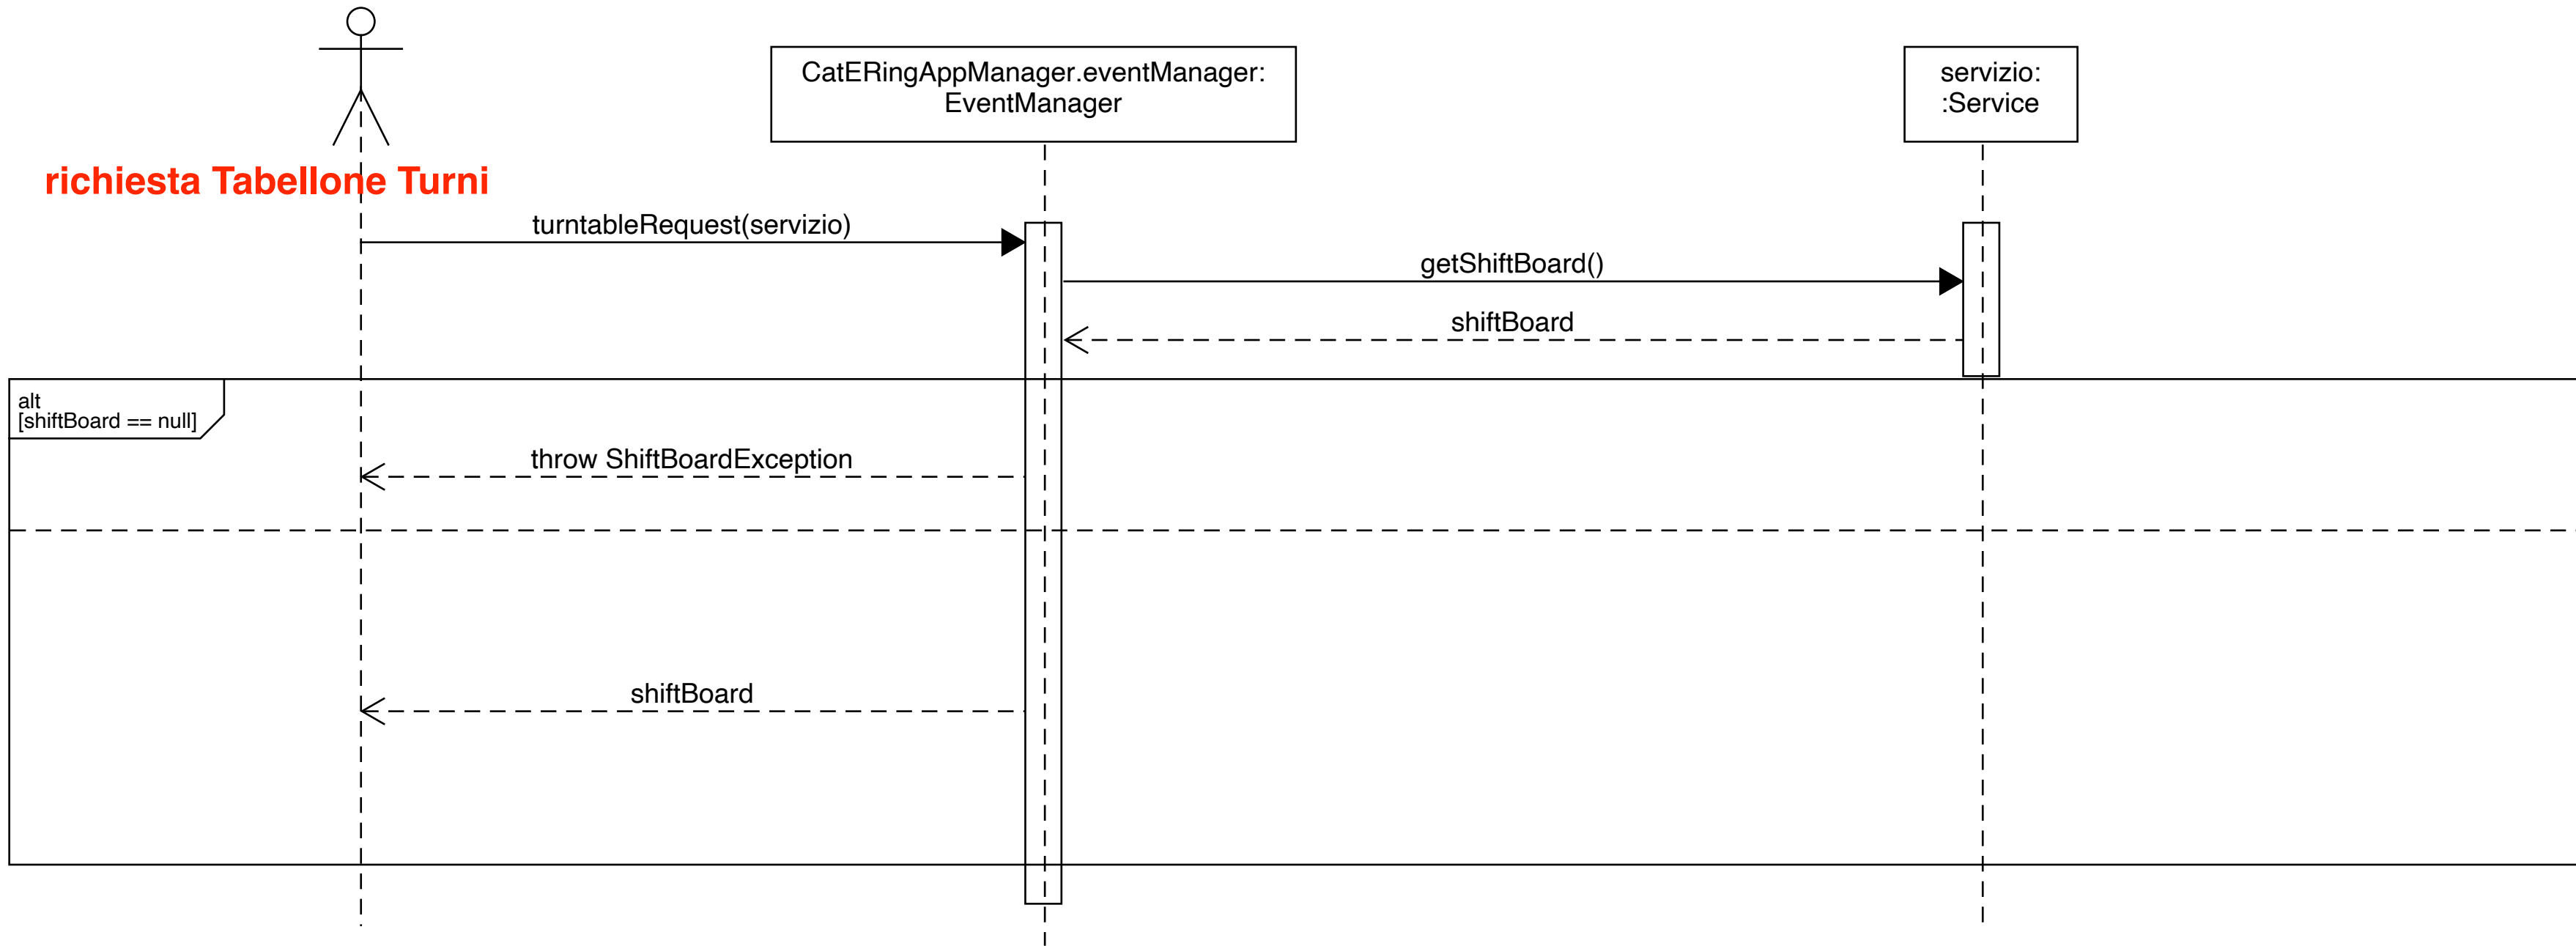 CatERingAppManager.eventManager:
EventManager
servizio:
:Service
richiesta Tabellone Turni
turntableRequest(servizio)
getShiftBoard()
shiftBoard
alt
[shiftBoard == null]
throw ShiftBoardException
shiftBoard